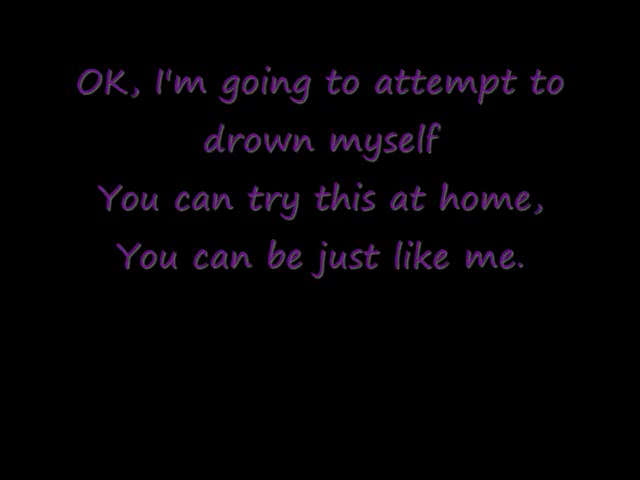 OK, I'm going to attempt to
drown myself
You can try this at home,
You can be just like me.